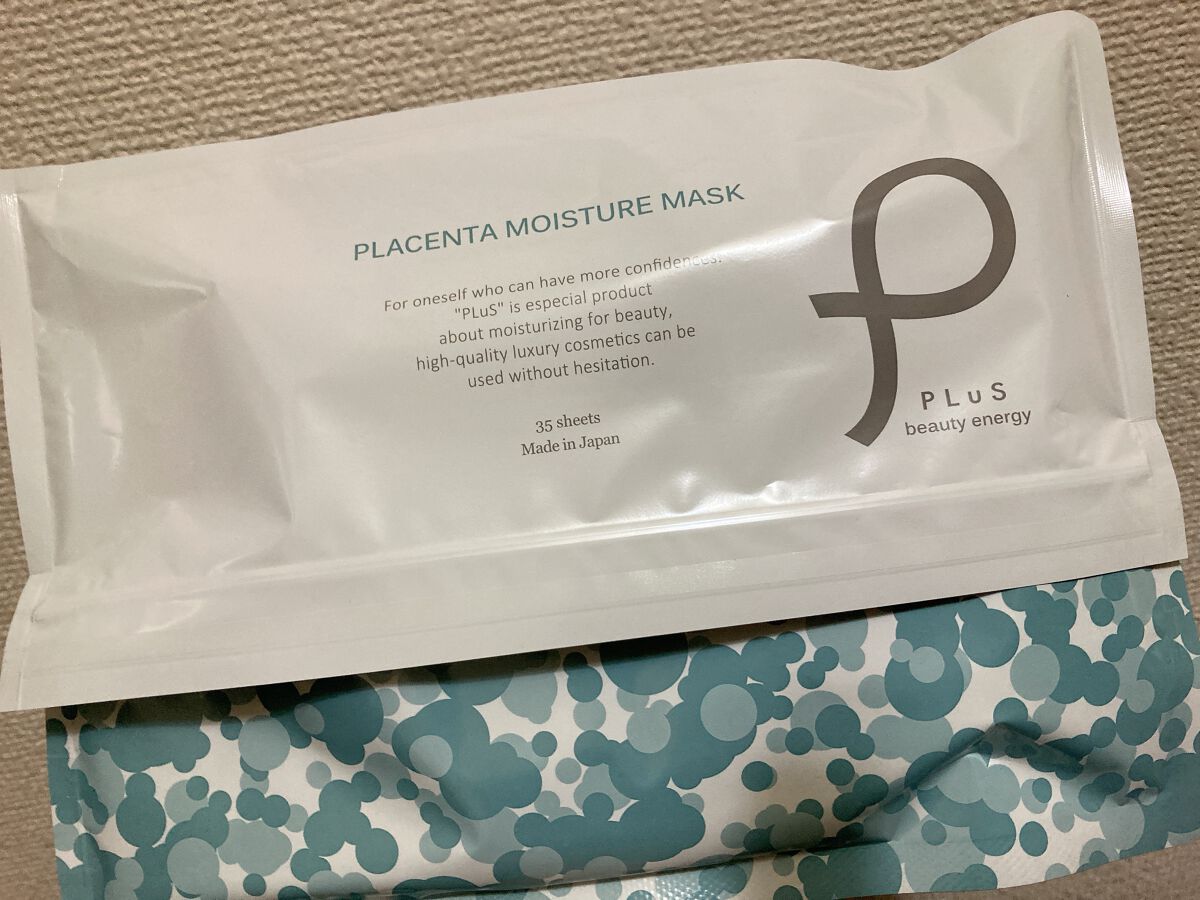 PLACENTA MOISTURE MASK
For oneself who can have more confidences.
"PLuS" is especial product
about moisturizing for beauty,
high-quality luxury cosmetics can be
used without hesitation.
35 sheets
Made in Japan
PLuS
beauty energy